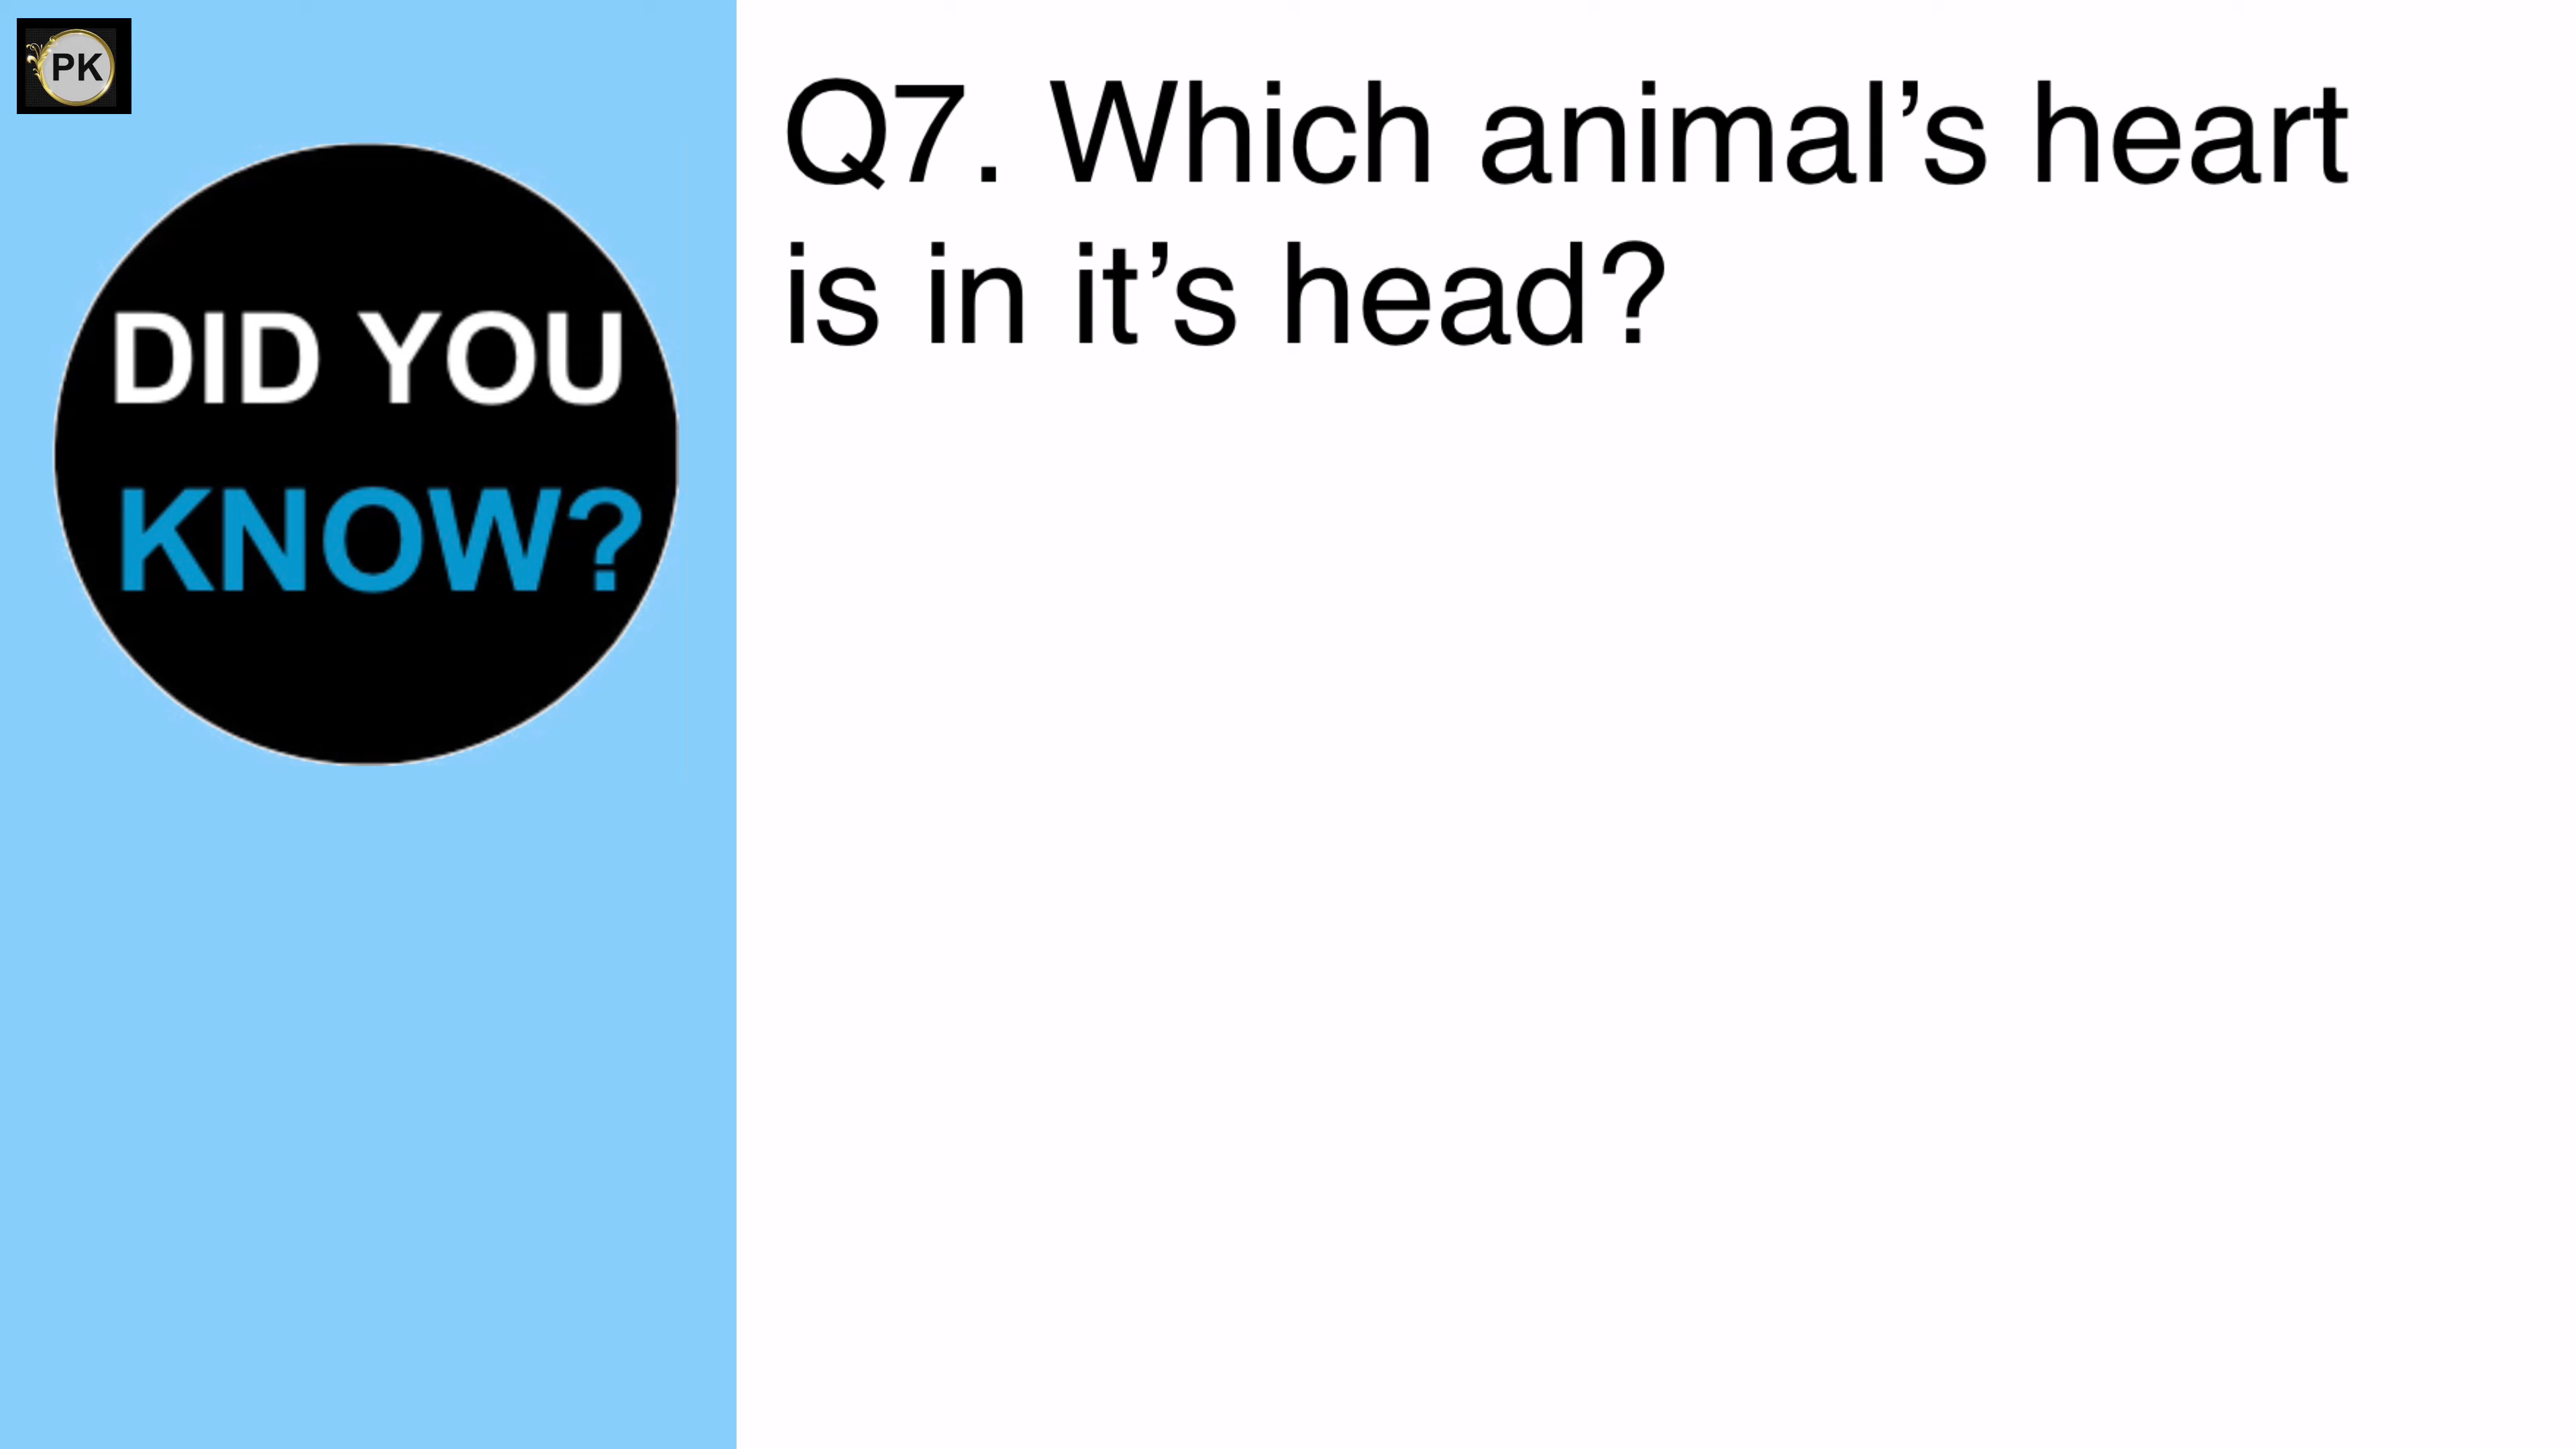 PK
DID YOU
KNOW?
Q7. Which animal’s heart
is in it’s head?